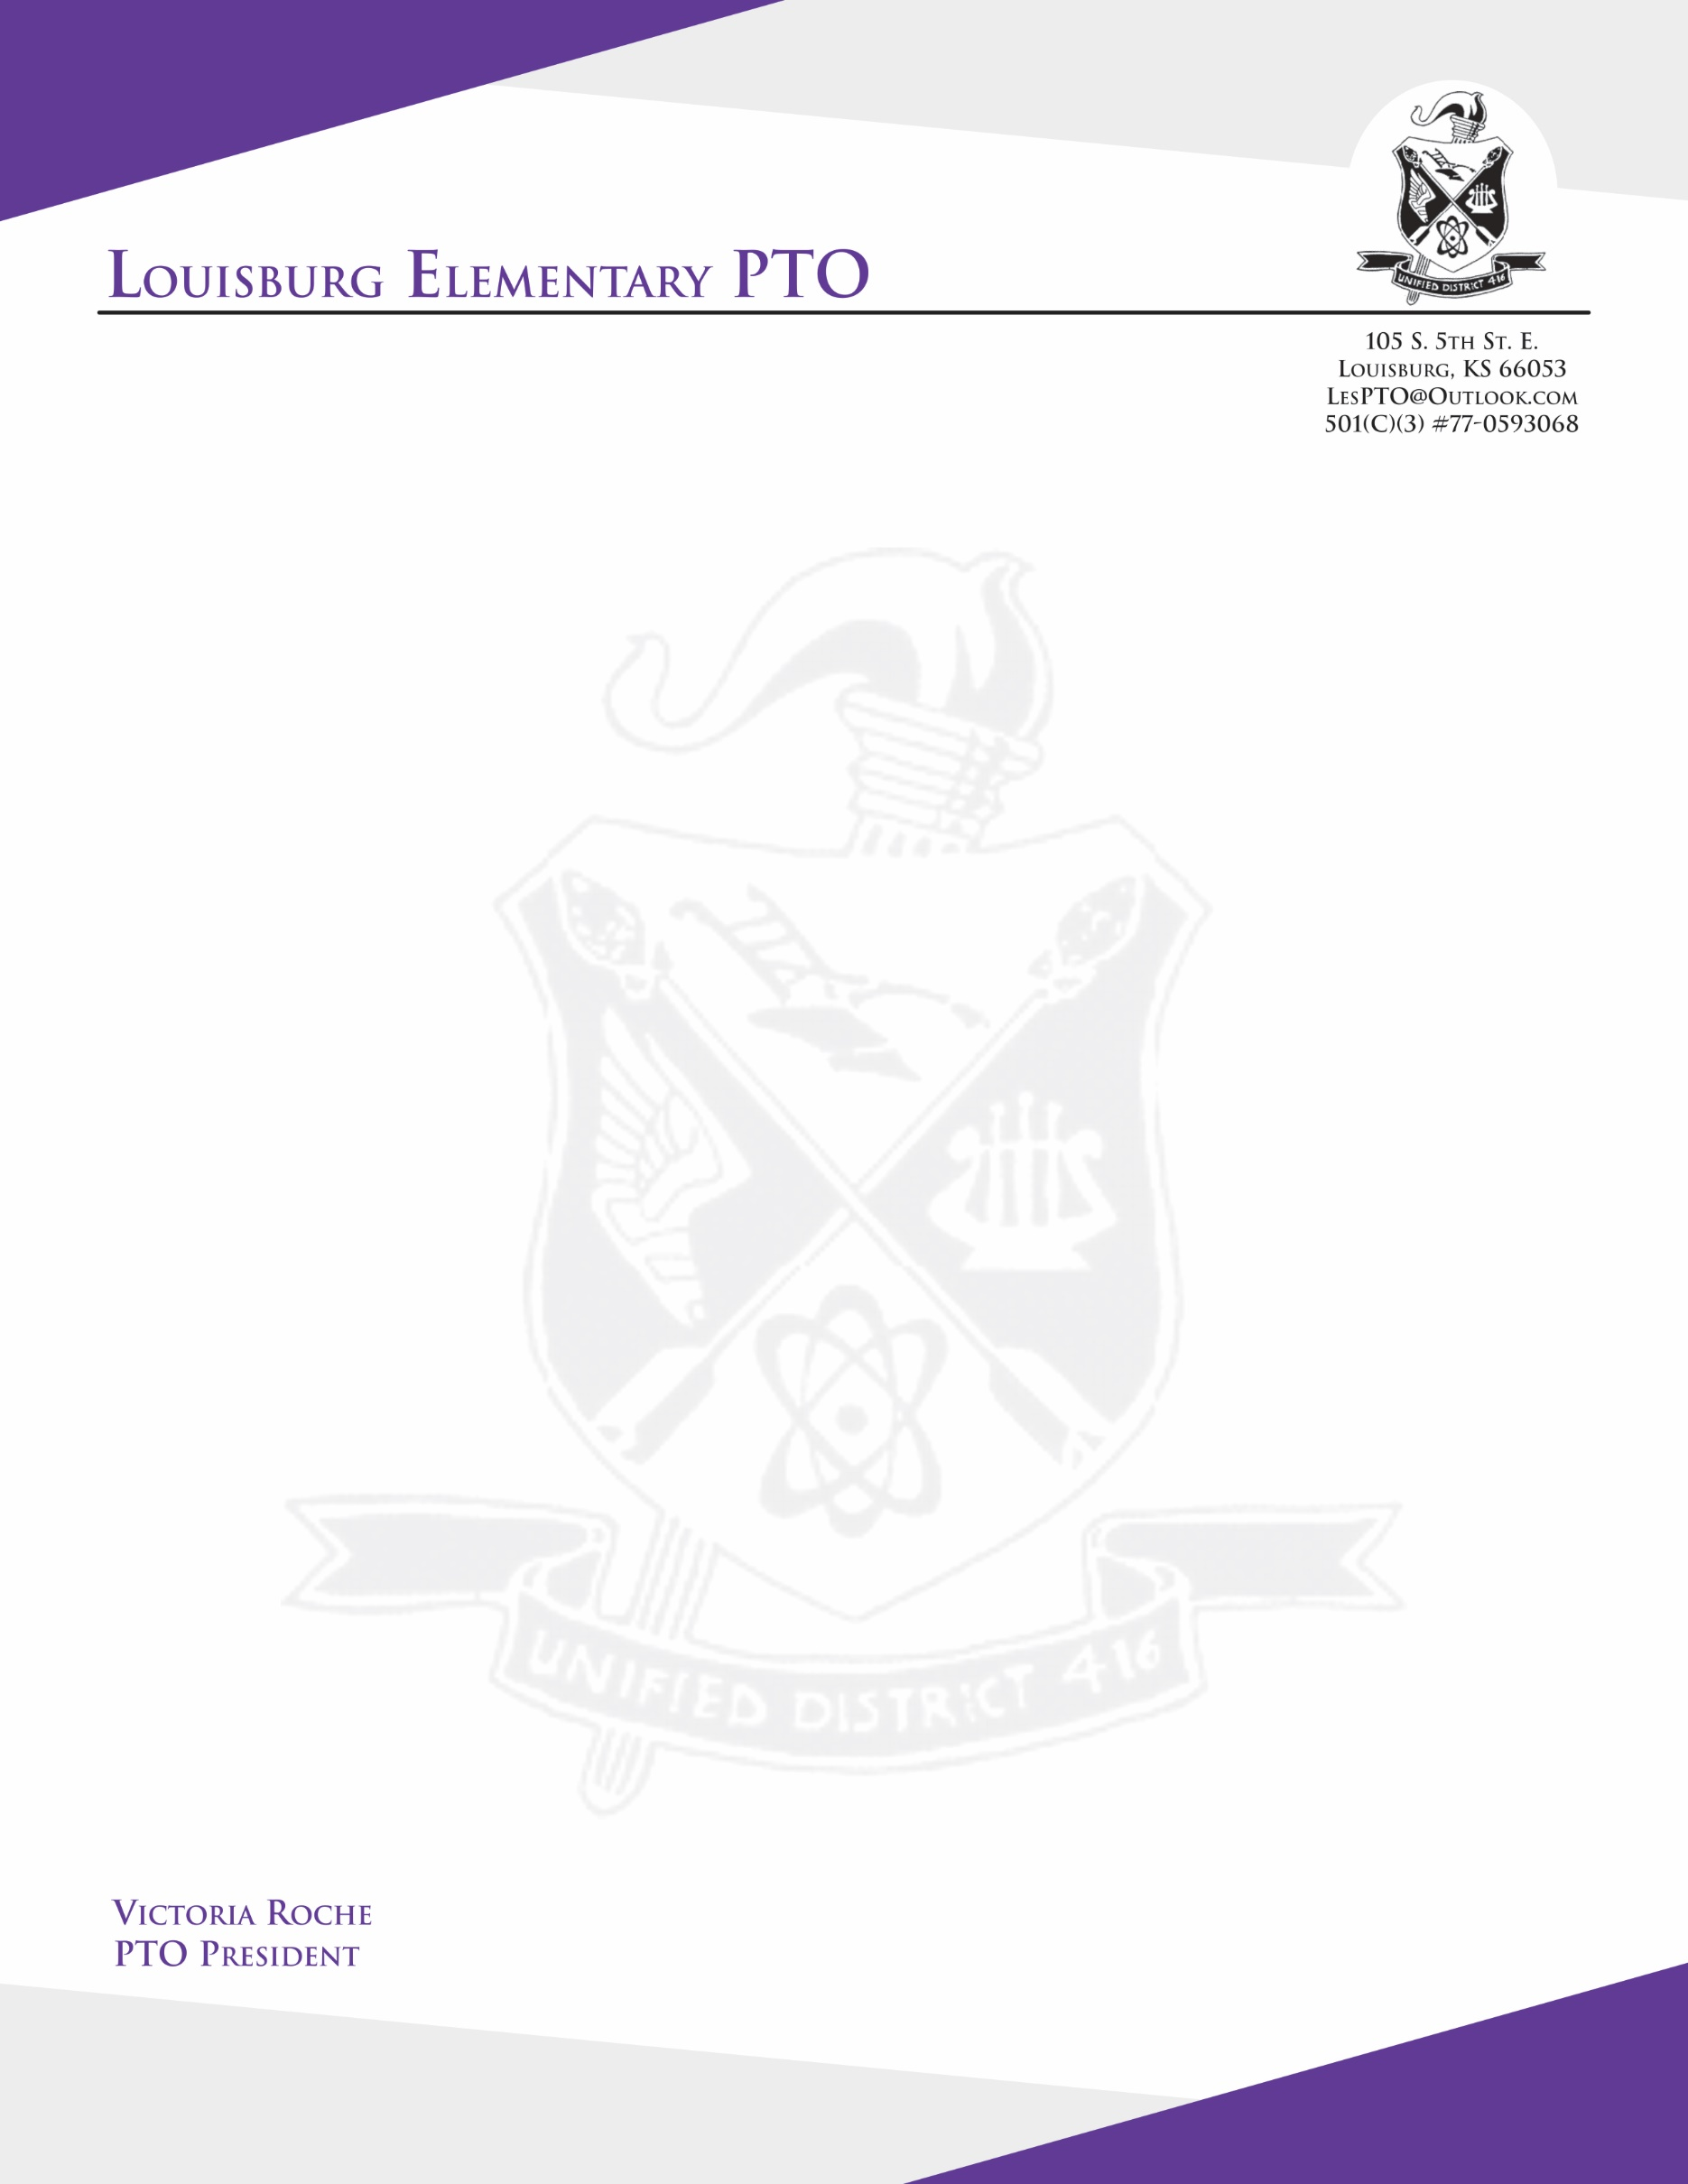 Louisburg Elementary PTO
UNIFIED DISTRICT 416
105 S. 5th St. E.
Louisburg, KS 66053
LesPTO@Outlook.com
501(C)(3) #77-0593068
UNIFIED DISTRICT 416
Victoria Roche
PTO President